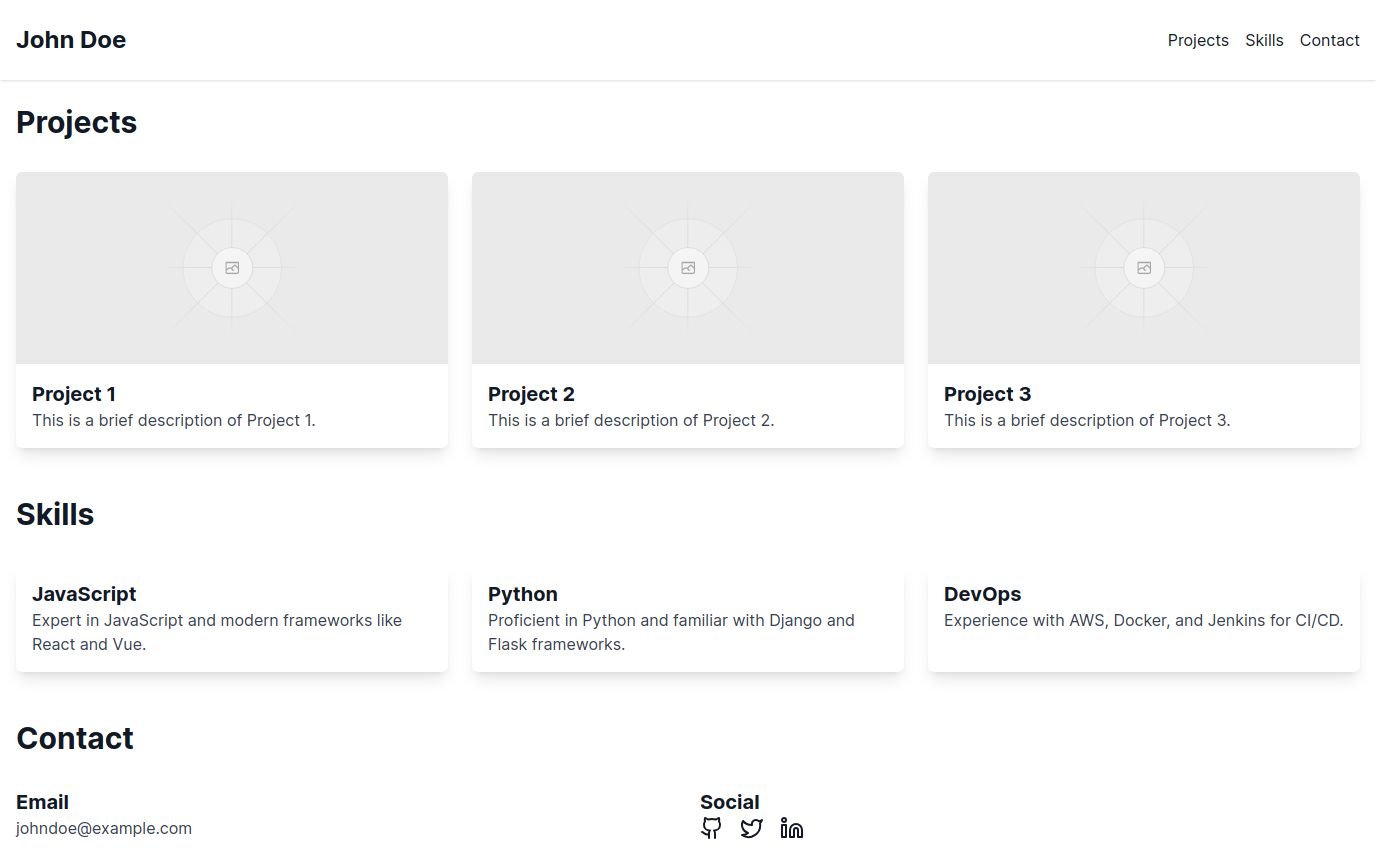 John Doe
Projects Skills Contact
Projects
Project 1
This is a brief description of Project 1.
Project 2
This is a brief description of Project 2.
Project 3
This is a brief description of Project 3.
Skills
JavaScript
Expert in JavaScript and modern frameworks like
React and Vue.
Python
Proficient in Python and familiar with Django and
Flask frameworks.
DevOps
Experience with AWS, Docker, and Jenkins for CI/CD.
Contact
Email
johndoe@example.com
Social